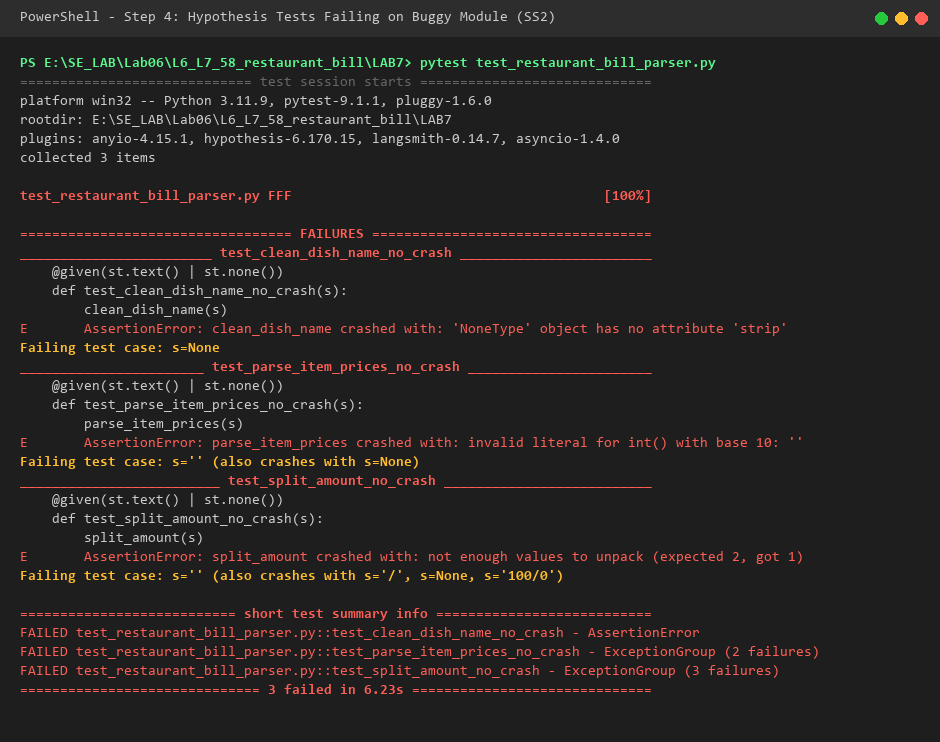 PowerShell - Step 4: Hypothesis Tests Failing on Buggy Module (SS2)
PS E:\SE_LAB\Lab06\L6_L7_58_restaurant_bill\LAB7> pytest test_restaurant_bill_parser.py
============================= test session starts =============================
platform win32 -- Python 3.11.9, pytest-9.1.1, pluggy-1.6.0
rootdir: E:\SE_LAB\Lab06\L6_L7_58_restaurant_bill\LAB7
plugins: anyio-4.15.1, hypothesis-6.170.15, langsmith-0.14.7, asyncio-1.4.0
collected 3 items
test_restaurant_bill_parser.py FFF                                       [100%]
================================== FAILURES ===================================
________________________ test_clean_dish_name_no_crash ________________________
    @given(st.text() | st.none())
    def test_clean_dish_name_no_crash(s):
        clean_dish_name(s)
E       AssertionError: clean_dish_name crashed with: 'NoneType' object has no attribute 'strip'
Failing test case: s=None
_______________________ test_parse_item_prices_no_crash _______________________
    @given(st.text() | st.none())
    def test_parse_item_prices_no_crash(s):
        parse_item_prices(s)
E       AssertionError: parse_item_prices crashed with: invalid literal for int() with base 10: ''
Failing test case: s='' (also crashes with s=None)
_________________________ test_split_amount_no_crash __________________________
    @given(st.text() | st.none())
    def test_split_amount_no_crash(s):
        split_amount(s)
E       AssertionError: split_amount crashed with: not enough values to unpack (expected 2, got 1)
Failing test case: s='' (also crashes with s='/', s=None, s='100/0')
=========================== short test summary info ===========================
FAILED test_restaurant_bill_parser.py::test_clean_dish_name_no_crash - AssertionError
FAILED test_restaurant_bill_parser.py::test_parse_item_prices_no_crash - ExceptionGroup (2 failures)
FAILED test_restaurant_bill_parser.py::test_split_amount_no_crash - ExceptionGroup (3 failures)
============================== 3 failed in 6.23s ==============================